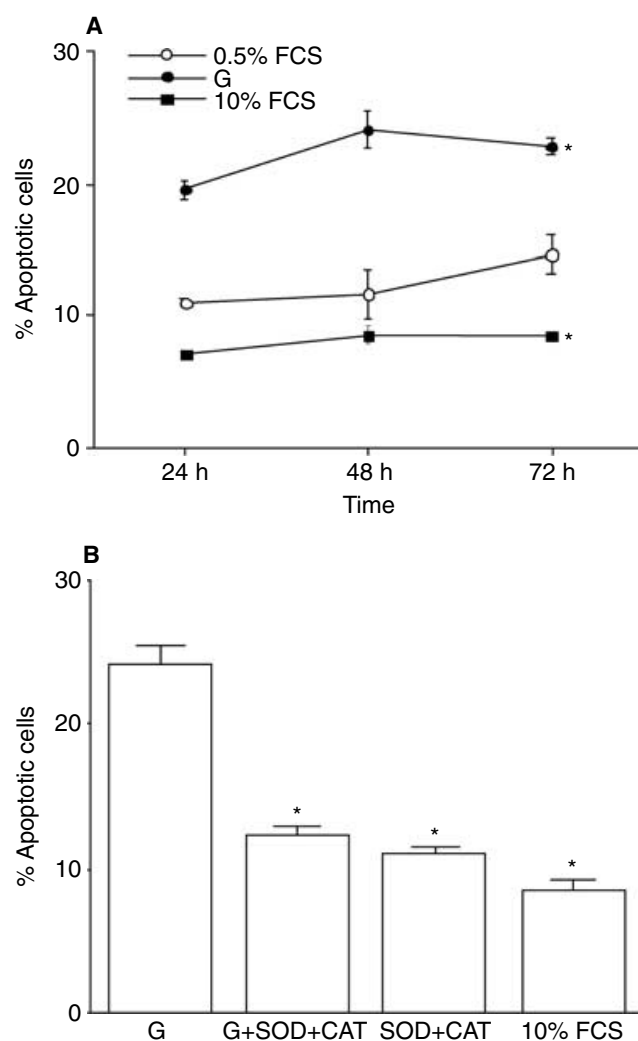 A
30
0.5% FCS
G
10% FCS
20
*
% Apoptotic cells
10
*
0
24 h 48 h 72 h
Time
B
30
20
% Apoptotic cells
* * *
10
0
G G+SOD+CAT SOD+CAT 10% FCS